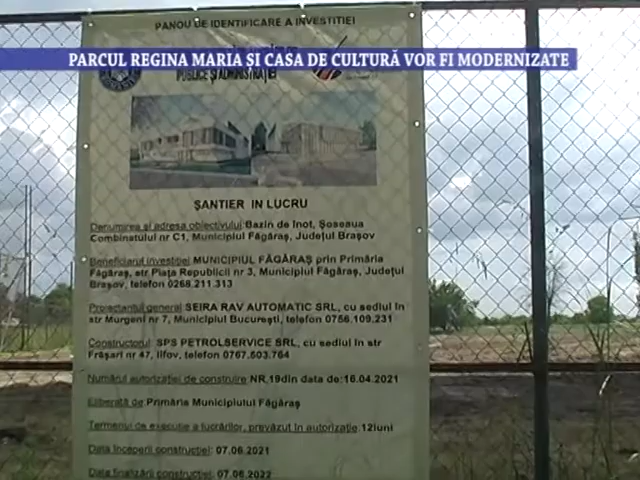 PANOU DE IDENTIFICARE A INVESTIȚIEI
PARCUL REGINA MARIA ȘI CASA DE CULTURĂ VOR FI MODERNIZATE
PUBLICE ȘI ADMINISTRAȚIEI
ȘANTIER IN LUCRU
Denumirea și adresa obiectivului: Bazin de înot, Șoseaua
Combinatului nr C1, Municipiul Făgăraș, Județul Brașov
Beneficiarul investiției: MUNICIPIUL FĂGĂRAȘ prin Primăria
Făgăraș, str Piața Republicii nr 3, Municipiul Făgăraș, Județul
Brașov, telefon 0268.211.313
Proiectantul general: SEIRA RAV AUTOMATIC SRL, cu sediul în
str Murgeni nr 7, Municipiul București, telefon 0756.109.231
Constructorul: SPS PETROLSERVICE SRL, cu sediul în str
Frăsari nr 47, Ilfov, telefon 0767.503.764
Numărul autorizației de construire: NR,19din data de:16.04.2021
Eliberată de: Primăria Municipiului Făgăraș
Termenul de execuție a lucrărilor, prevăzut în autorizație: 12luni
Data începerii construcției: 07.06.2021
Data finalizării construcției: 07.06.2022